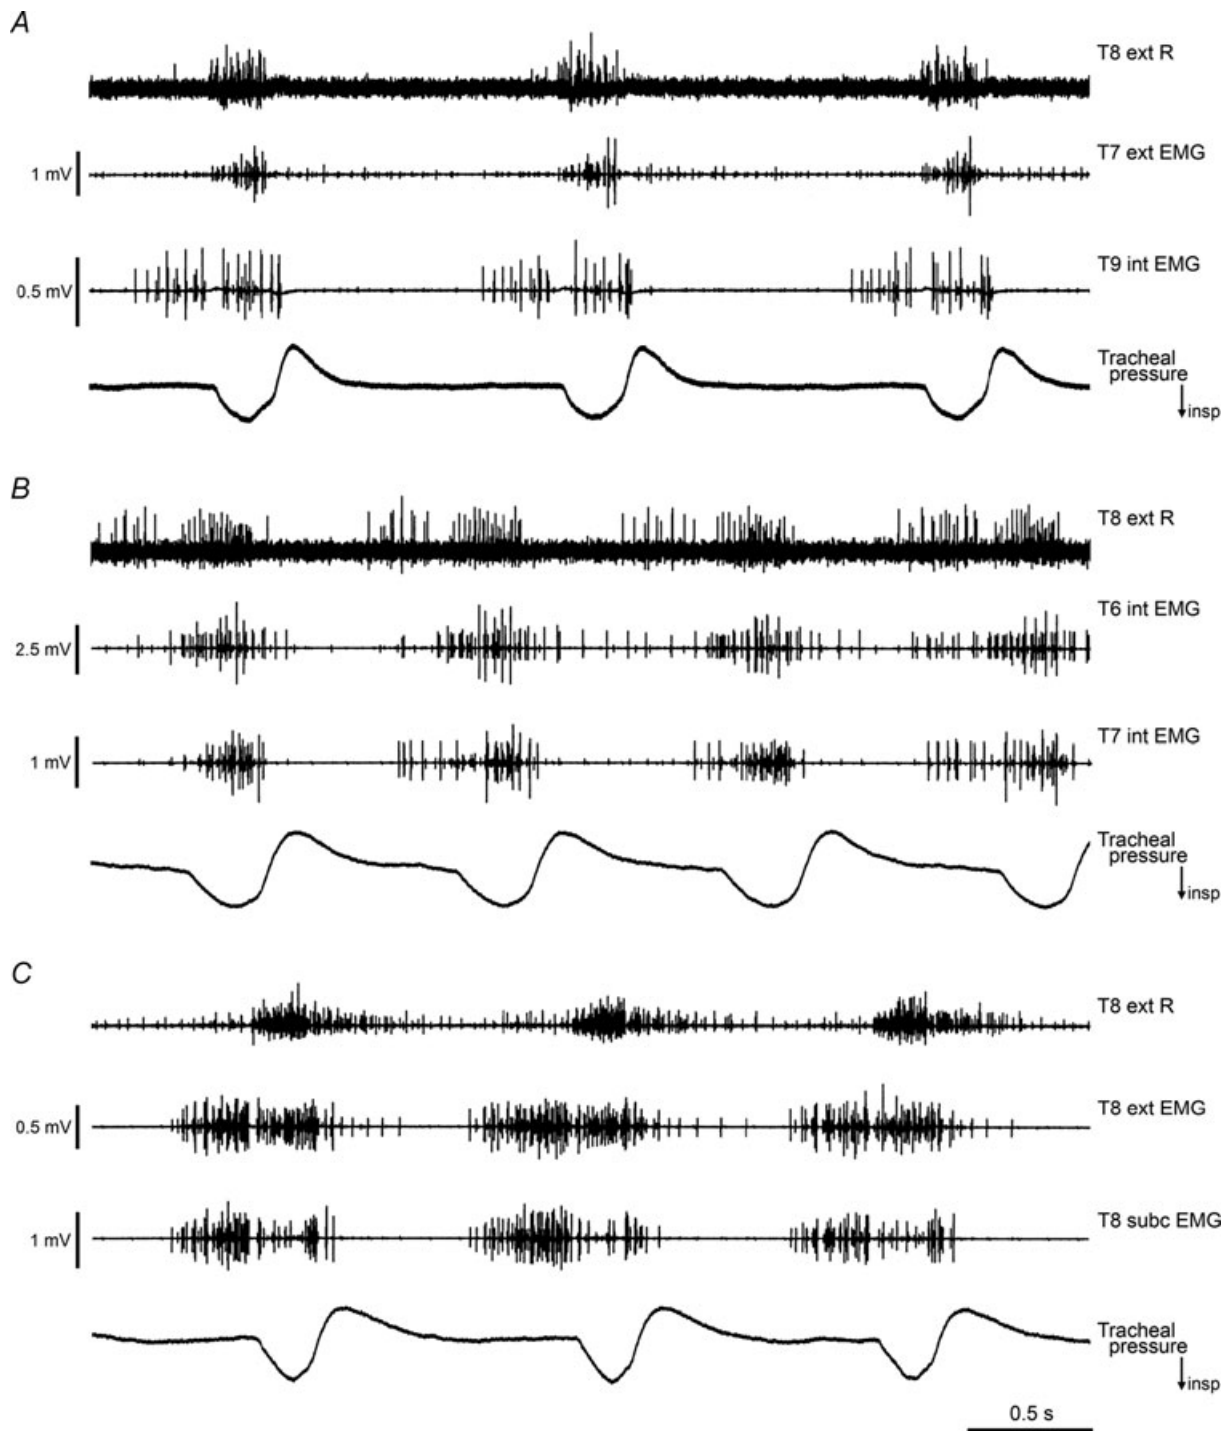 A
T8 ext R
T7 ext EMG
1 mV
T9 int EMG
0.5 mV
Tracheal
pressure
insp
B
T8 ext R
T6 int EMG
2.5 mV
T7 int EMG
1 mV
Tracheal
pressure
insp
C
T8 ext R
T8 ext EMG
0.5 mV
T8 subc EMG
1 mV
Tracheal
pressure
insp
0.5 s